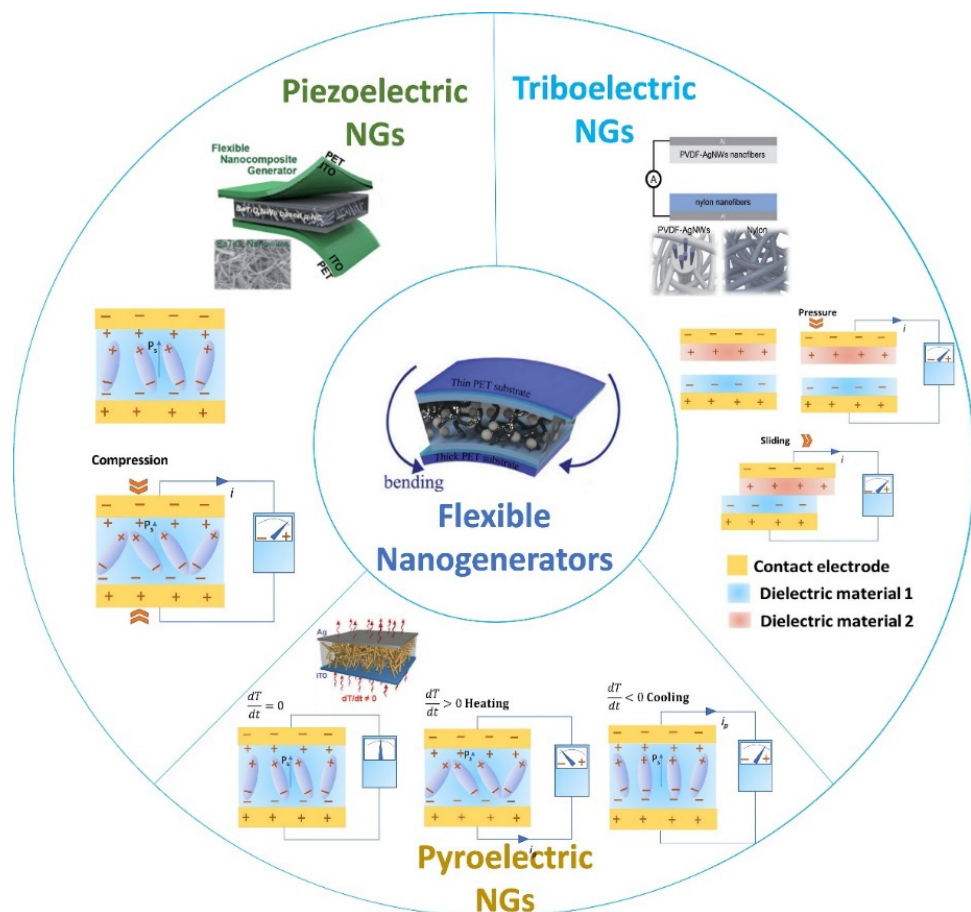 Piezoelectric
NGs
Flexible
Nanocomposite
Generator
PET
ITO
ITO
PET
Triboelectric
NGs
PVDF-AgNWs nanofibers
A
nylon nanofibers
PVDF-AgNWs
Nylon
− − − −
+ + + +
Ps
+ + + +
Compression
i
− − − −
+ + + +
Ps
− +
+ + + +
Thin PET substrate
Thick PET substrate
bending
Flexible
Nanogenerators
Pressure
i
− +
Sliding
i
− +
Contact electrode
Dielectric material 1
Dielectric material 2
Ag
ITO
dT/dt ≠ 0
dT/dt = 0
dT/dt > 0 Heating
dT/dt < 0 Cooling
Ps
Ps
Ps
ip
Pyroelectric
NGs